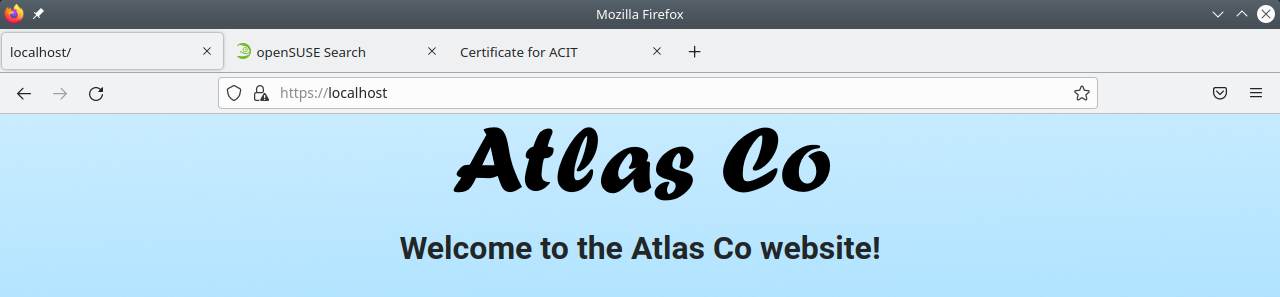 Mozilla Firefox
localhost/
openSUSE Search
Certificate for ACIT
https://localhost
Atlas Co
Welcome to the Atlas Co website!